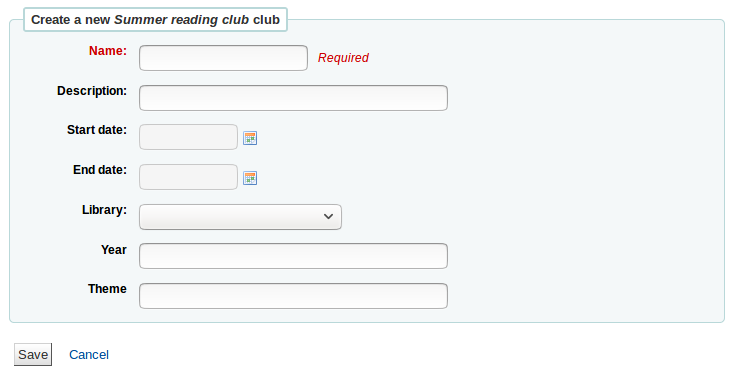 Create a new Summer reading club club
Name: Required
Description:
Start date:
End date:
Library:
Year
Theme
Save Cancel